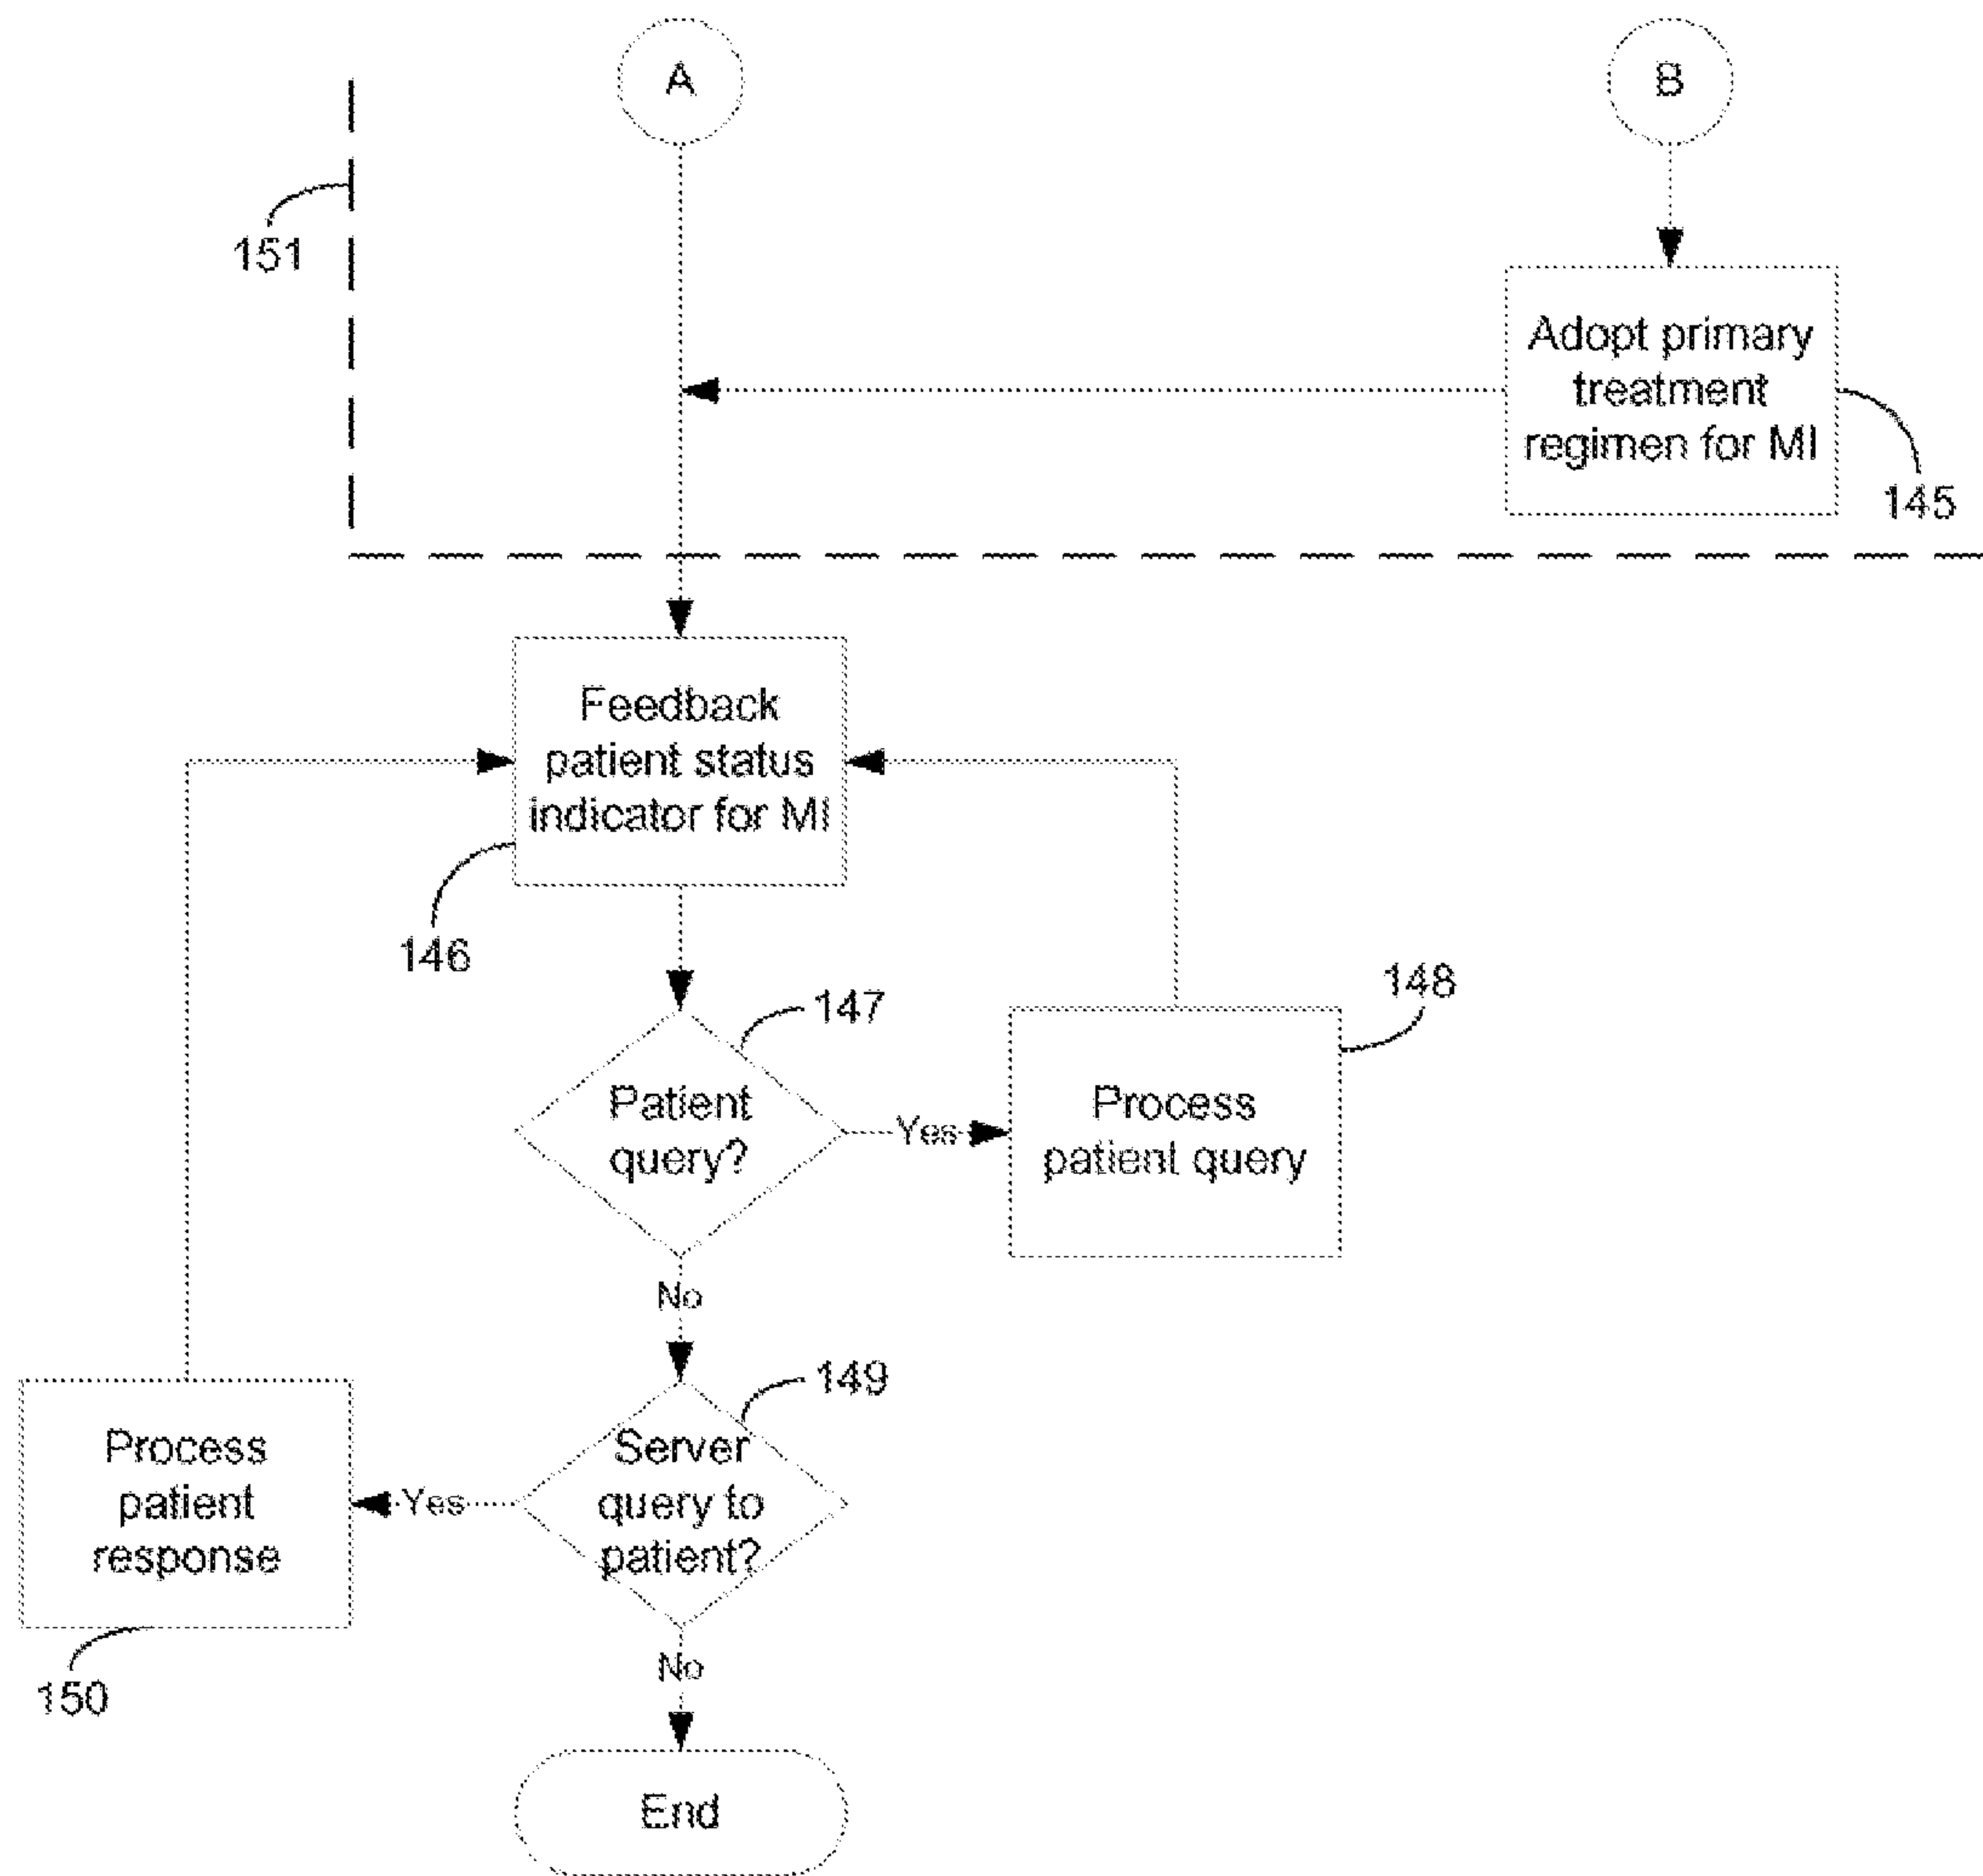 A
B
151
Adopt primary
treatment
regimen for MI
145
Feedback
patient status
indicator for MI
146
147
148
Patient
query?
Yes
Process
patient query
No
149
Process
patient
response
Yes
Server
query to
patient?
150
No
End